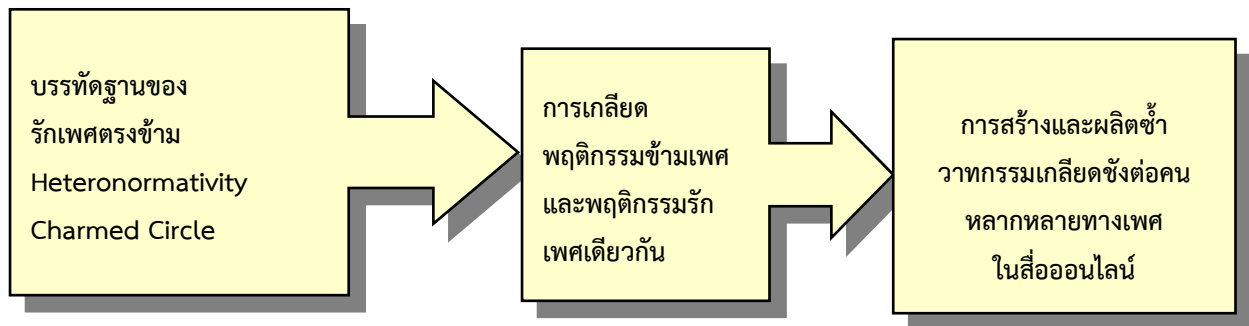 บรรทัดฐานของ
รักเพศตรงข้าม
Heteronormativity
Charmed Circle
การเกลียด
พฤติกรรมข้ามเพศ
และพฤติกรรมรัก
เพศเดียวกัน
การสร้างและผลิตซ้ำ
วาทกรรมเกลียดชังต่อคน
หลากหลายทางเพศ
ในสื่อออนไลน์